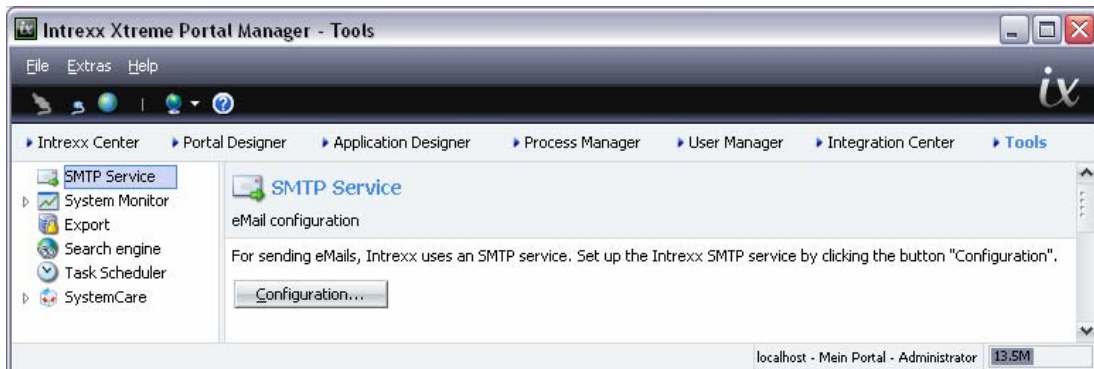 Intrexx Xtreme Portal Manager - Tools
File Extras Help
ix
Intrexx Center Portal Designer Application Designer Process Manager User Manager Integration Center Tools
SMTP Service
System Monitor
Export
Search engine
Task Scheduler
SystemCare
SMTP Service
eMail configuration
For sending eMails, Intrexx uses an SMTP service. Set up the Intrexx SMTP service by clicking the button "Configuration".
Configuration...
localhost - Mein Portal - Administrator 13.5M